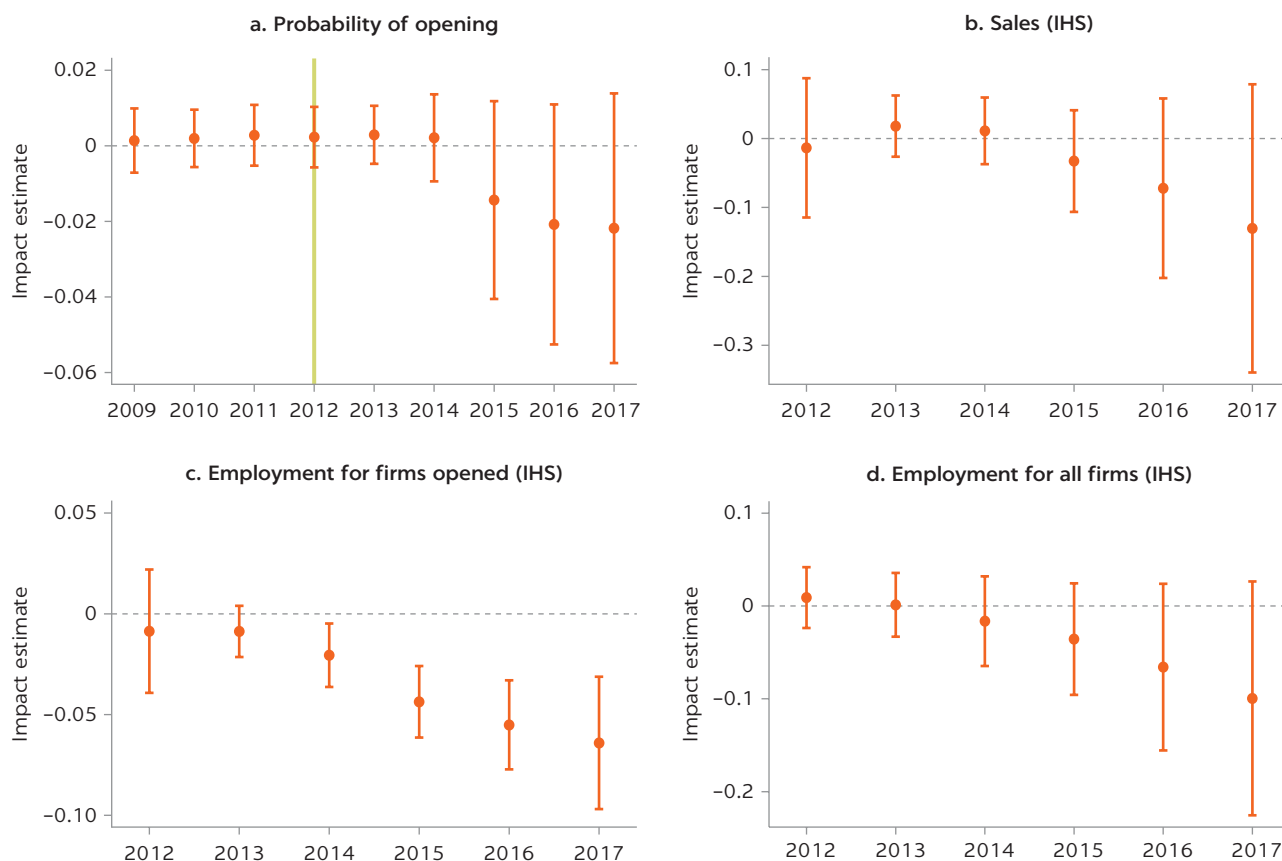 a. Probability of opening
Impact estimate
0.02
0
–0.02
–0.04
–0.06
2009 2010 2011 2012 2013 2014 2015 2016 2017
b. Sales (IHS)
Impact estimate
0.1
0
–0.1
–0.2
–0.3
2012 2013 2014 2015 2016 2017
c. Employment for firms opened (IHS)
Impact estimate
0.05
0
–0.05
–0.10
2012 2013 2014 2015 2016 2017
d. Employment for all firms (IHS)
Impact estimate
0.1
0
–0.1
–0.2
2012 2013 2014 2015 2016 2017